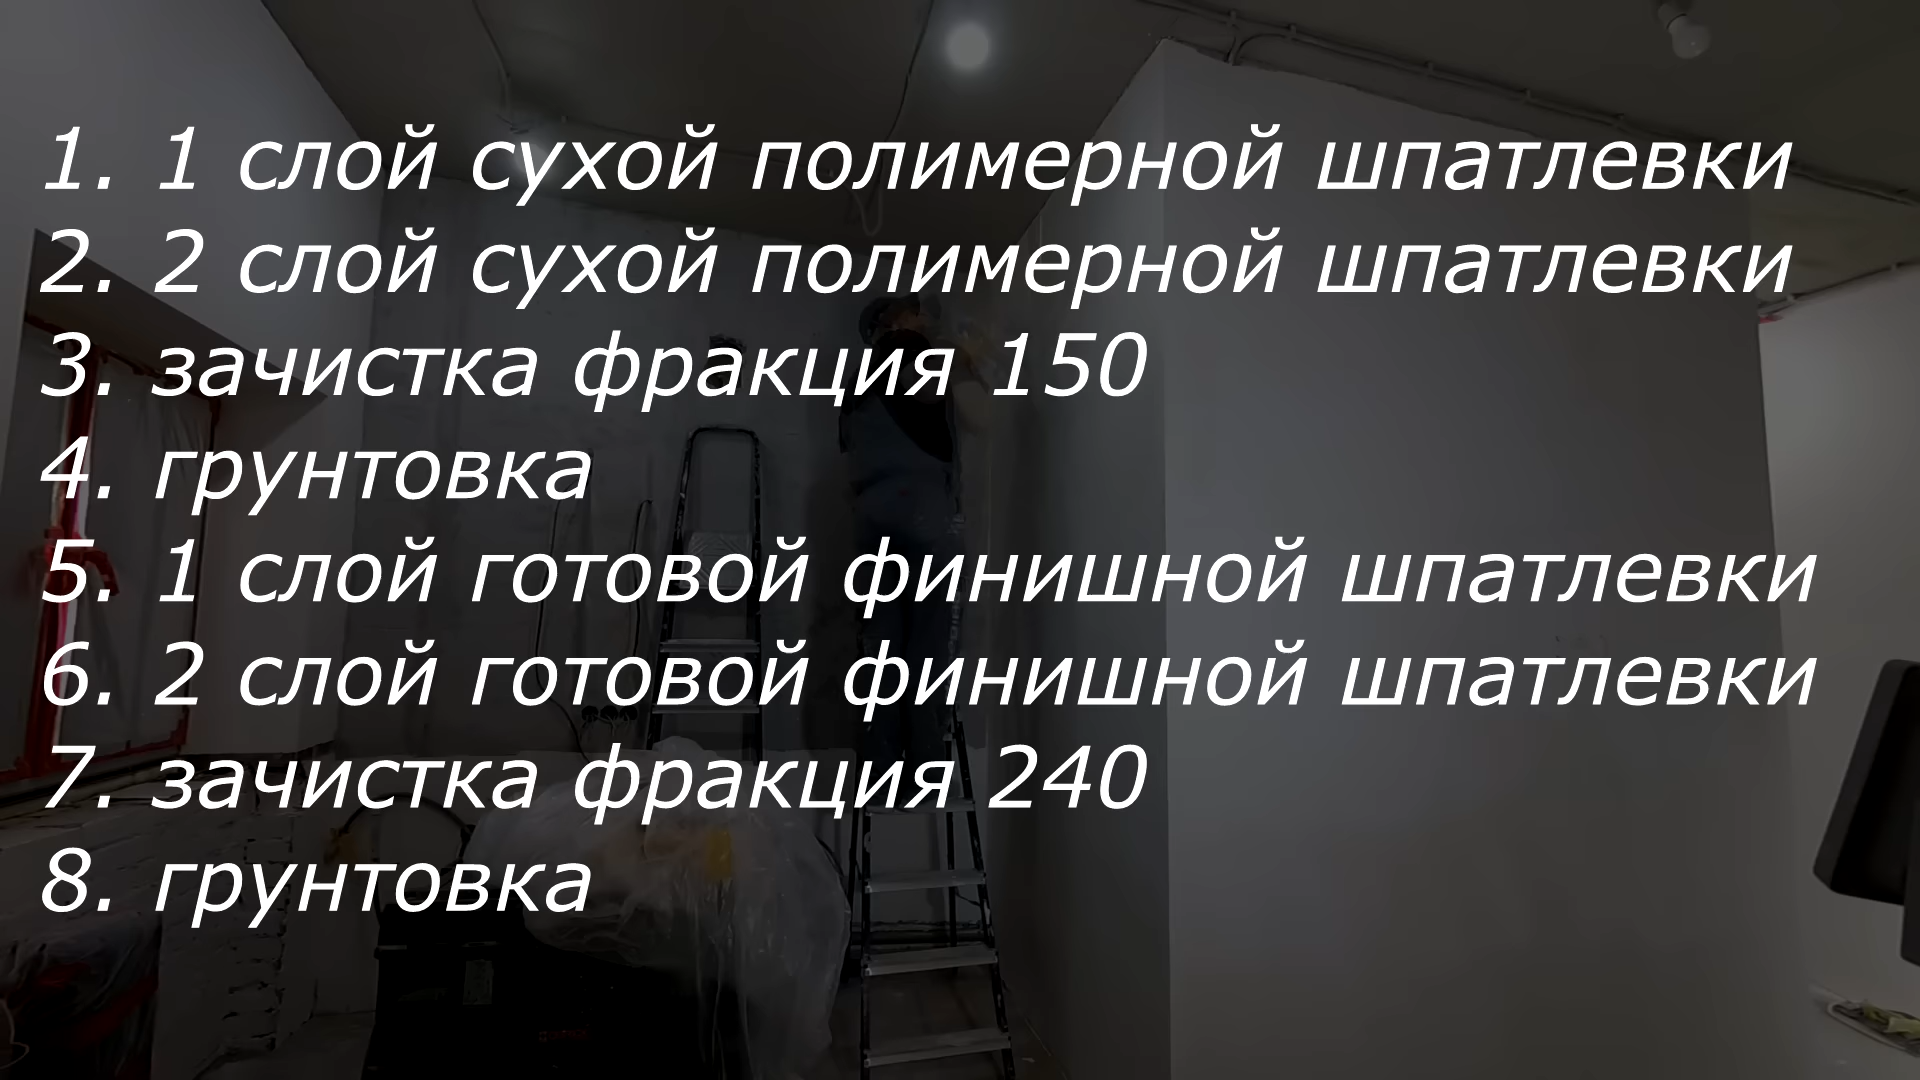 1. 1 слой сухой полимерной шпатлевки
2. 2 слой сухой полимерной шпатлевки
3. зачистка фракция 150
4. грунтовка
5. 1 слой готовой финишной шпатлевки
6. 2 слой готовой финишной шпатлевки
7. зачистка фракция 240
8. грунтовка